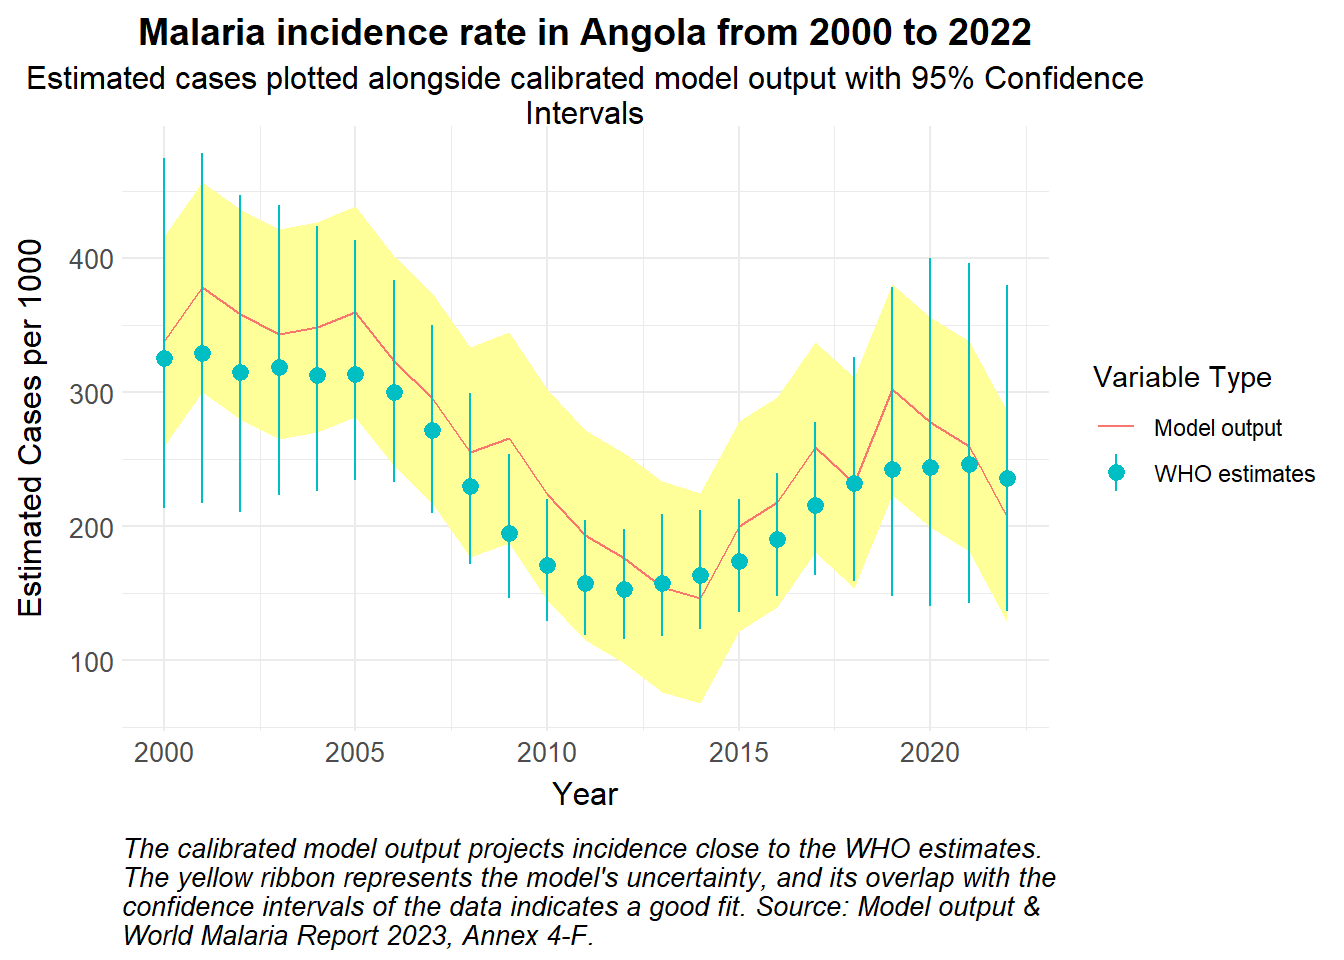 Malaria incidence rate in Angola from 2000 to 2022
Estimated cases plotted alongside calibrated model output with 95% Confidence
Intervals
Estimated Cases per 1000
400
300
200
100
2000
2005
2010
2015
2020
Year
Variable Type
Model output
WHO estimates
The calibrated model output projects incidence close to the WHO estimates.
The yellow ribbon represents the model's uncertainty, and its overlap with the
confidence intervals of the data indicates a good fit. Source: Model output &
World Malaria Report 2023, Annex 4-F.